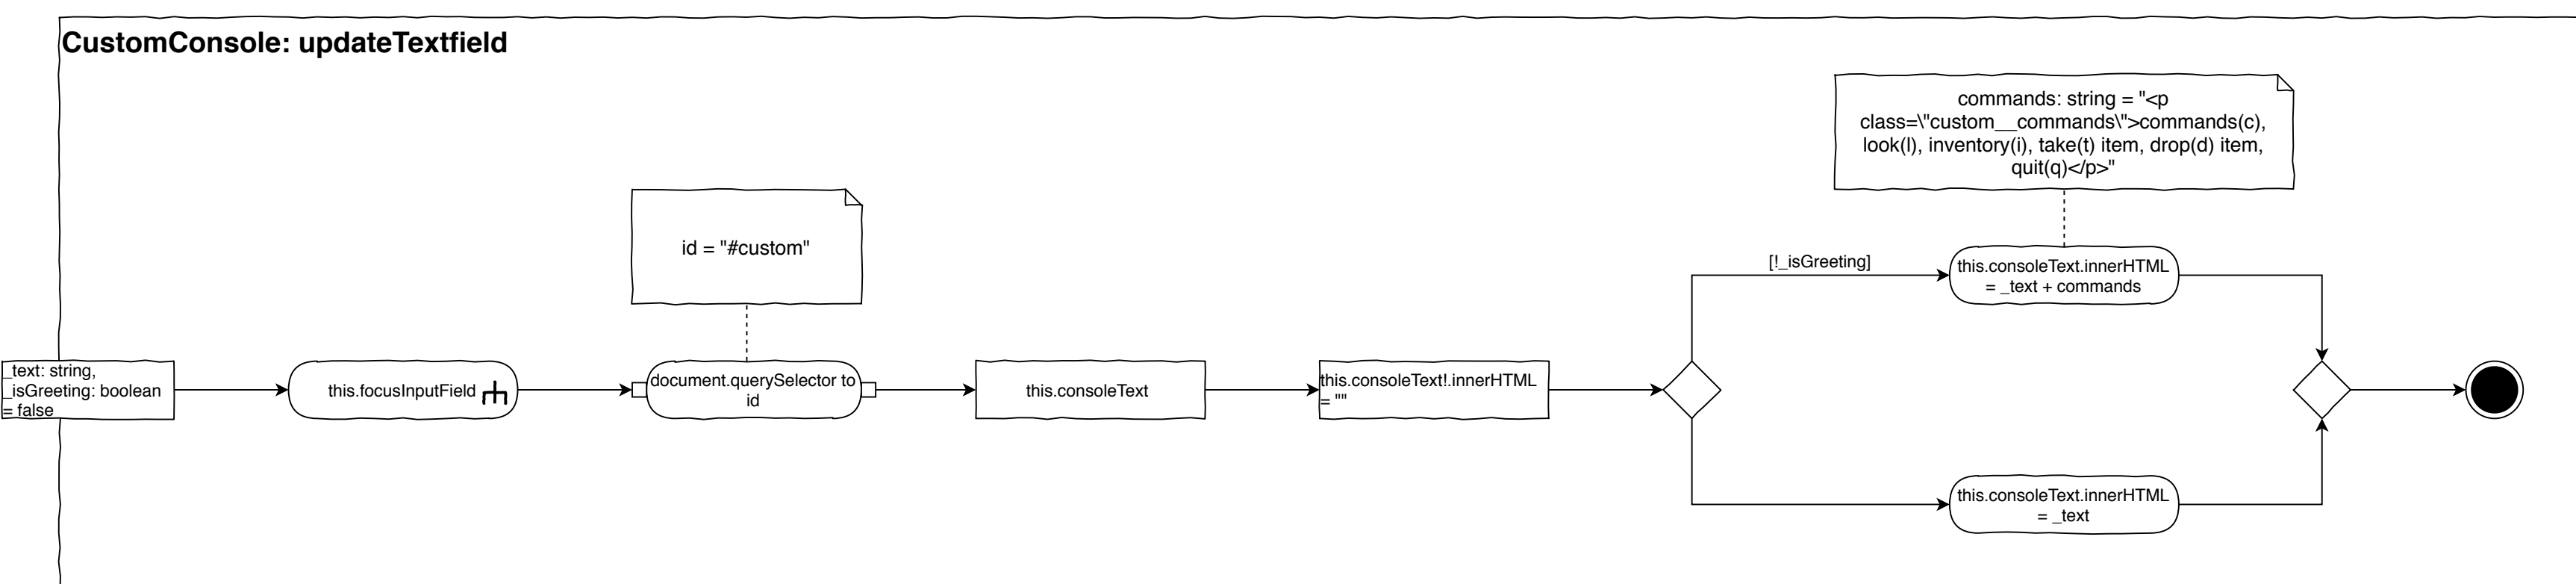 CustomConsole: updateTextfield
commands: string = "<p
class=\"custom__commands\">commands(c),
look(l), inventory(i), take(t) item, drop(d) item,
quit(q)</p>"
id = "#custom"
[!_isGreeting]
this.consoleText.innerHTML
= _text + commands
_text: string,
_isGreeting: boolean
= false
this.focusInputField
document.querySelector to
id
this.consoleText
this.consoleText!.innerHTML
= ""
this.consoleText.innerHTML
= _text